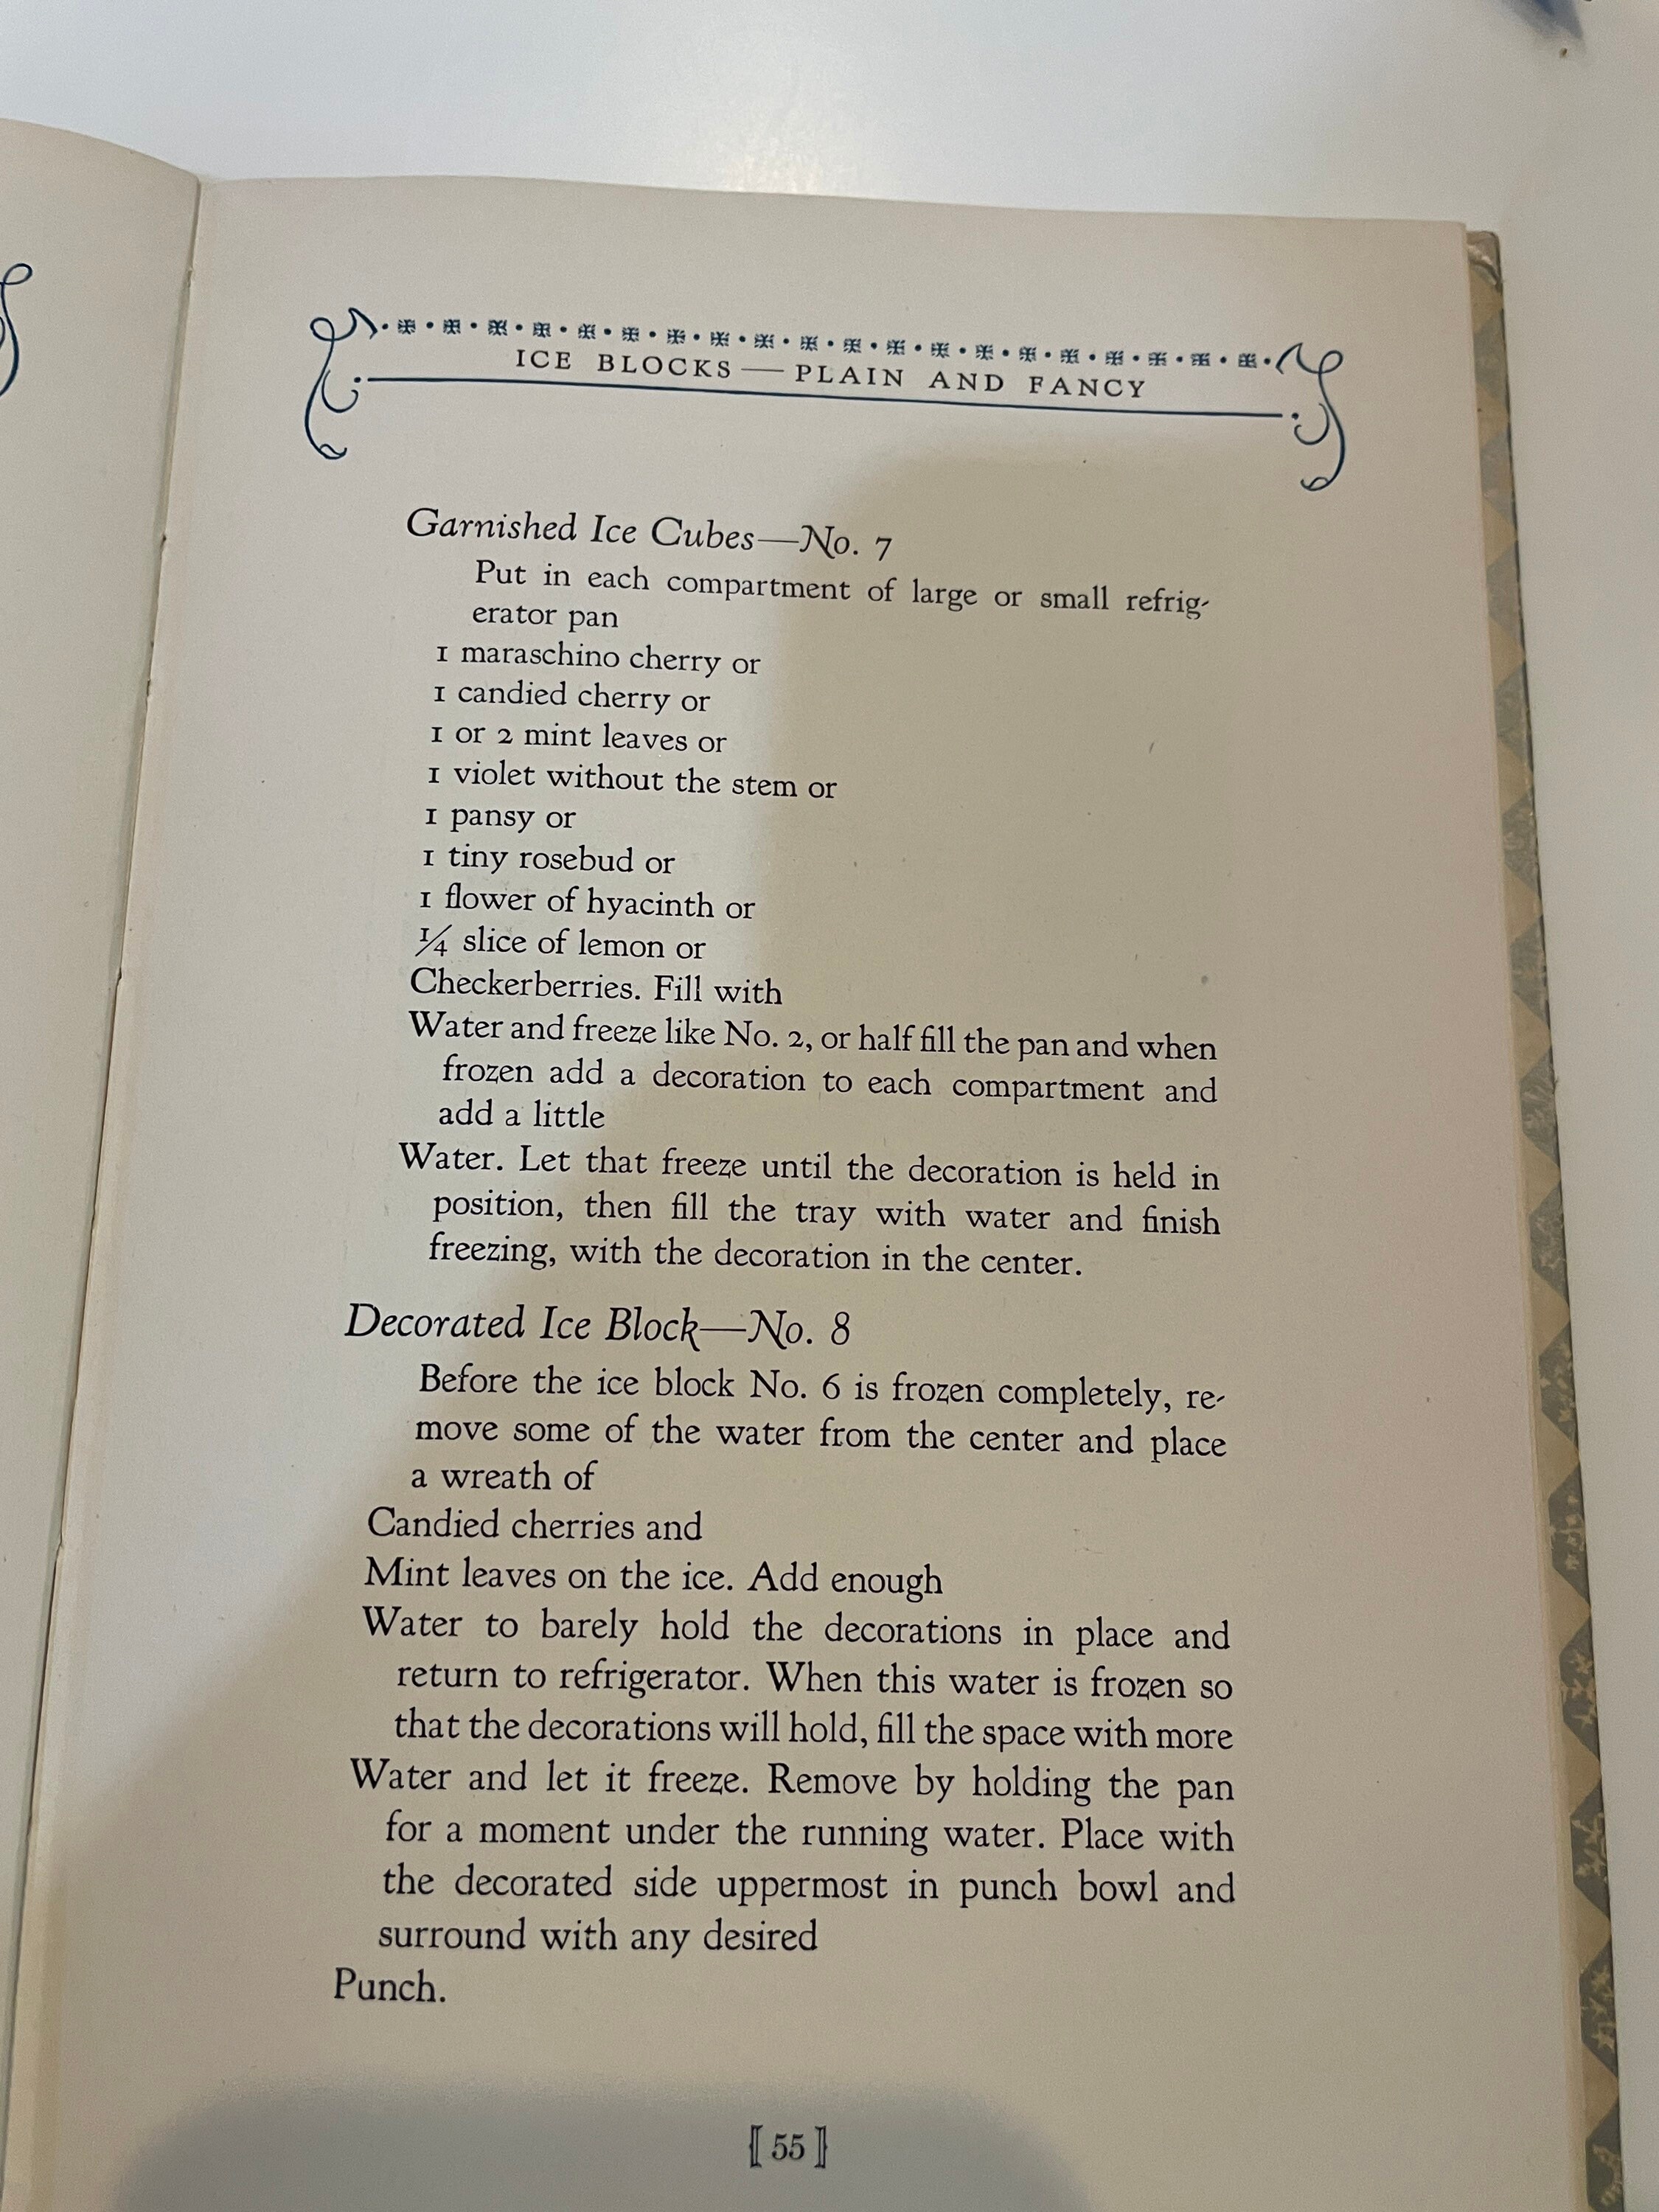 ICE BLOCKS—PLAIN AND FANCY
Garnished Ice Cubes—No. 7
Put in each compartment of large or small refrig-
erator pan
1 maraschino cherry or
1 candied cherry or
1 or 2 mint leaves or
1 violet without the stem or
1 pansy or
1 tiny rosebud or
1 flower of hyacinth or
¼ slice of lemon or
Checkerberries. Fill with
Water and freeze like No. 2, or half fill the pan and when
frozen add a decoration to each compartment and
add a little
Water. Let that freeze until the decoration is held in
position, then fill the tray with water and finish
freezing, with the decoration in the center.
Decorated Ice Block—No. 8
Before the ice block No. 6 is frozen completely, re-
move some of the water from the center and place
a wreath of
Candied cherries and
Mint leaves on the ice. Add enough
Water to barely hold the decorations in place and
return to refrigerator. When this water is frozen so
that the decorations will hold, fill the space with more
Water and let it freeze. Remove by holding the pan
for a moment under the running water. Place with
the decorated side uppermost in punch bowl and
surround with any desired
Punch.
[ 55 ]